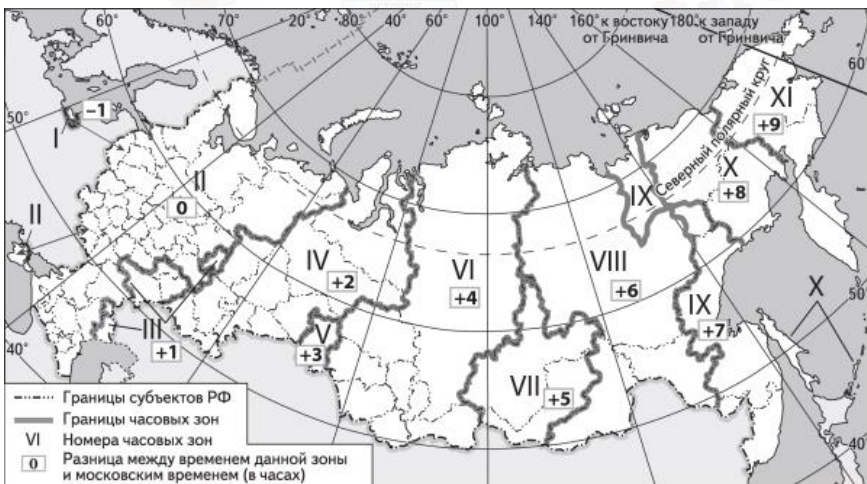 60°
70°
20°
80°
40°
60°
100°
140°
160° к востоку
от Гринвича
180° к западу
от Гринвича
60°
50°
–1
I
II
0
II
III
+1
40°
IV
+2
V
+3
VI
+4
VII
+5
VIII
+6
IX
IX
+7
Северный полярный круг
X
+8
XI
+9
X
50°
40°
Границы субъектов РФ
Границы часовых зон
VI Номера часовых зон
0 Разница между временем данной зоны
и московским временем (в часах)